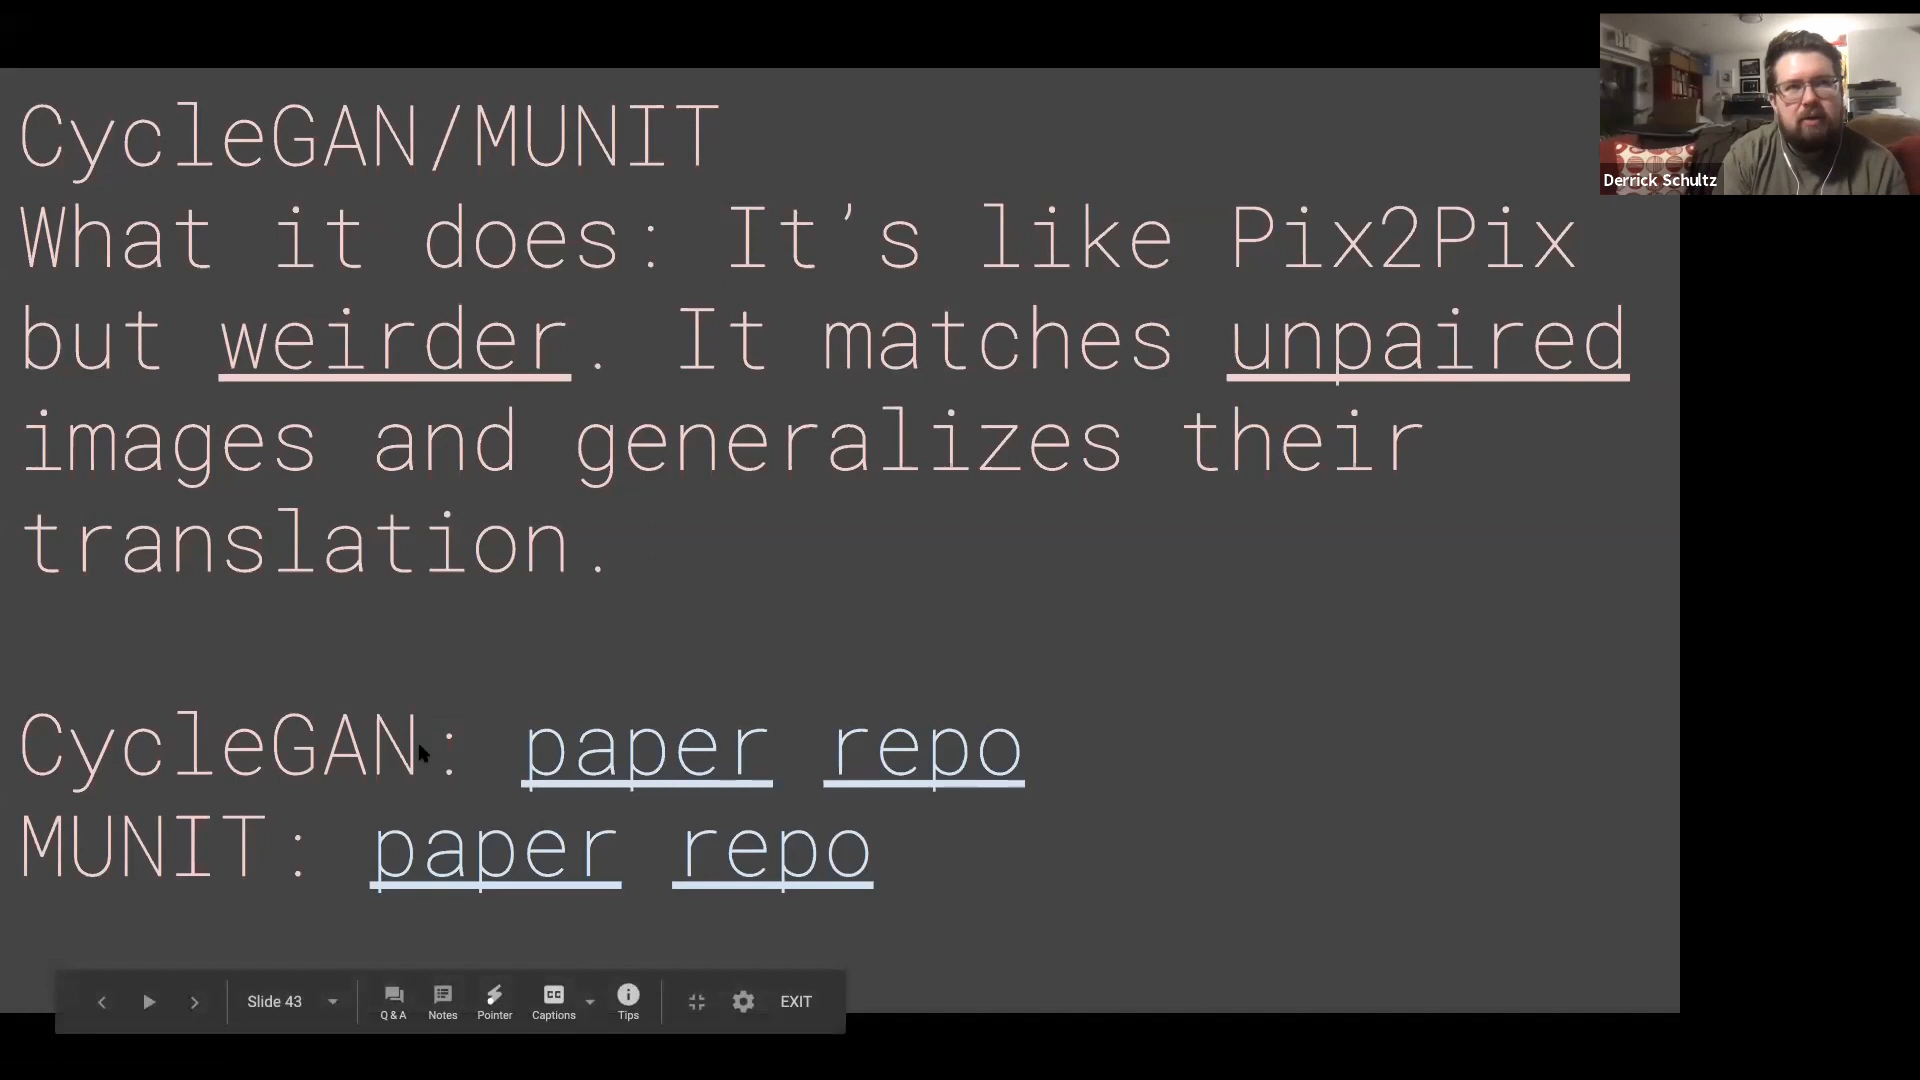 CycleGAN/MUNIT
What it does: It’s like Pix2Pix
but weirder. It matches unpaired
images and generalizes their
translation.
CycleGAN: paper repo
MUNIT: paper repo
Derrick Schultz
Slide 43
Q & A
Notes
Pointer
CC
Captions
Tips
EXIT